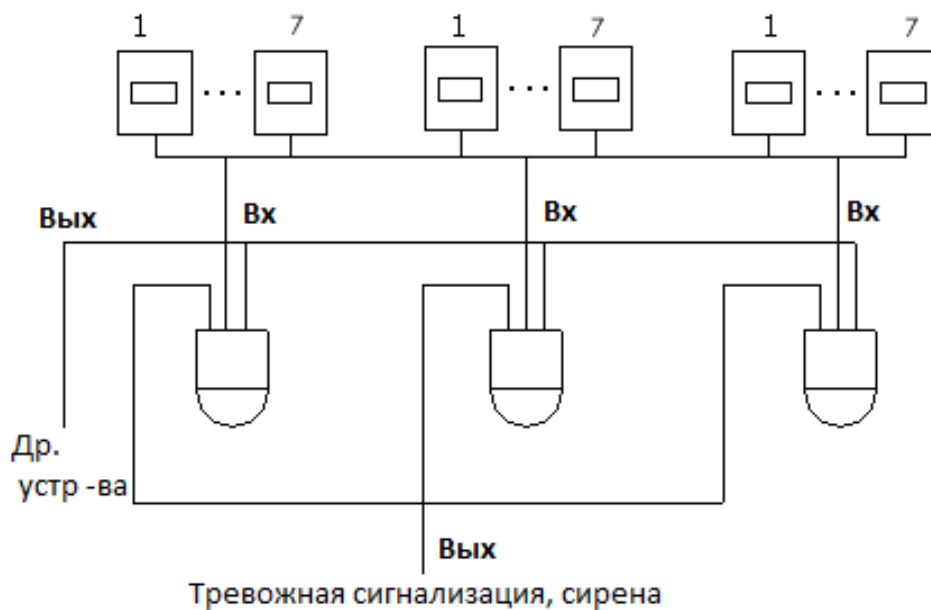 1 7 1 7 1 7
Вых Вх Вх Вх
Др.
устр -ва
Вых
Тревожная сигнализация, сирена